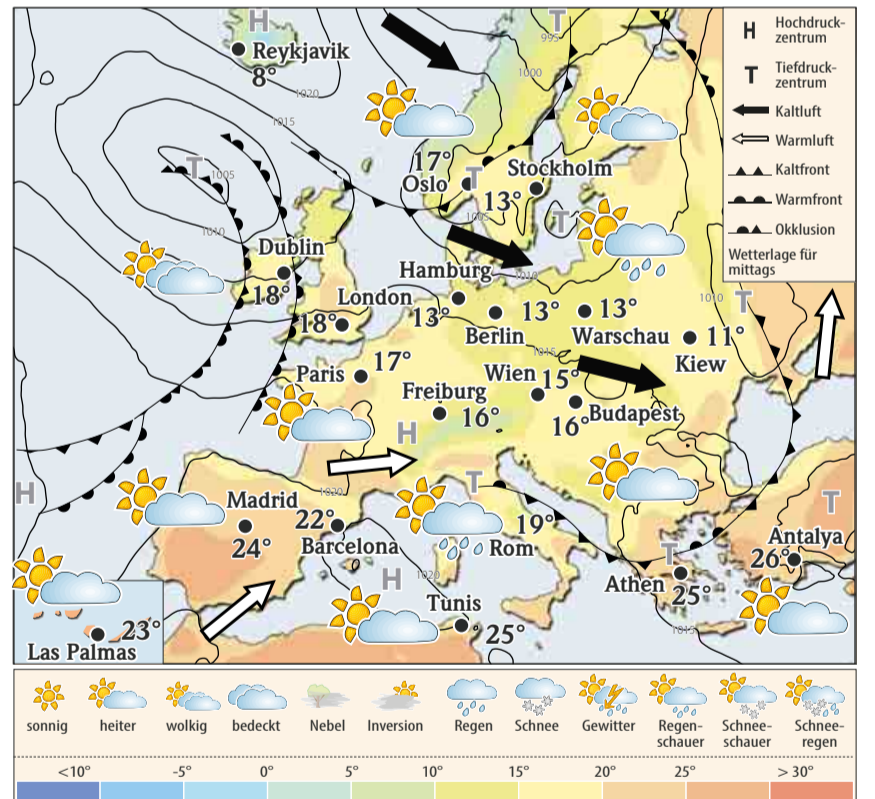 H
Reykjavik
8°
1020
1015
T
995
1000
H Hochdruck-
zentrum
T Tiefdruck-
zentrum
Kaltluft
Warmluft
Kaltfront
Warmfront
Okklusion
Wetterlage für
mittags
T
1005
1010
17°
Oslo
T
1005
Stockholm
13°
T
Dublin
18°
Hamburg
1010
13°
London
18°
13°
Berlin
13°
Warschau
1010
T
11°
Kiew
1015
Paris
17°
Freiburg
16°
Wien
15°
Budapest
16°
H
H
1020
T
Madrid
24°
22°
Barcelona
19°
Rom
T
Antalya
26°
T
Athen
25°
1015
H
1020
Tunis
25°
23°
Las Palmas
sonnig
heiter
wolkig
bedeckt
Nebel
Inversion
Regen
Schnee
Gewitter
Regen-
schauer
Schnee-
schauer
Schnee-
regen
<10°
-5°
0°
5°
10°
15°
20°
25°
> 30°